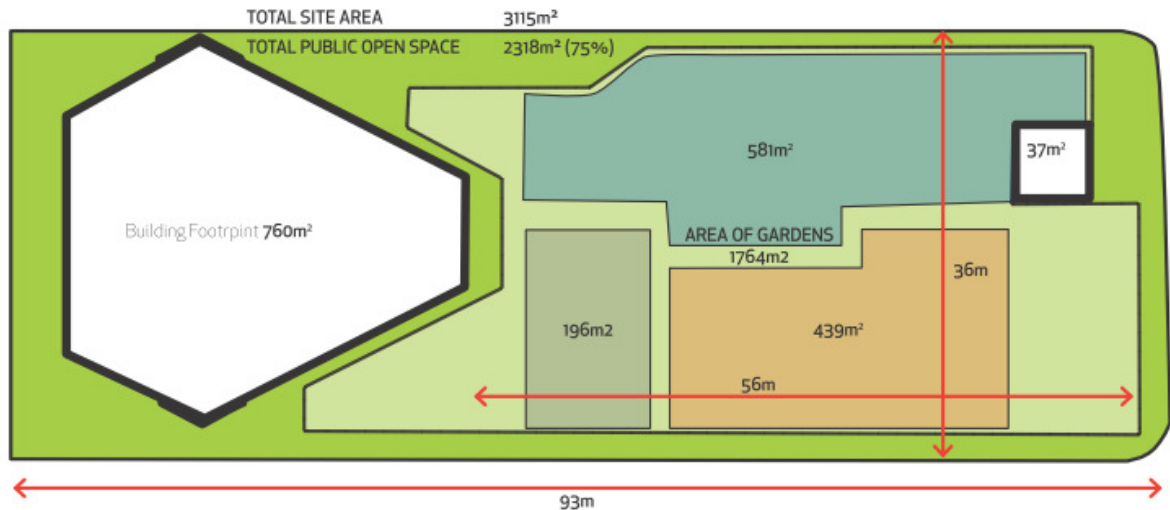 TOTAL SITE AREA 3115m²
TOTAL PUBLIC OPEN SPACE 2318m² (75%)
581m²
37m²
Building Footrpint 760m²
AREA OF GARDENS
1764m2
36m
196m2
439m²
56m
93m